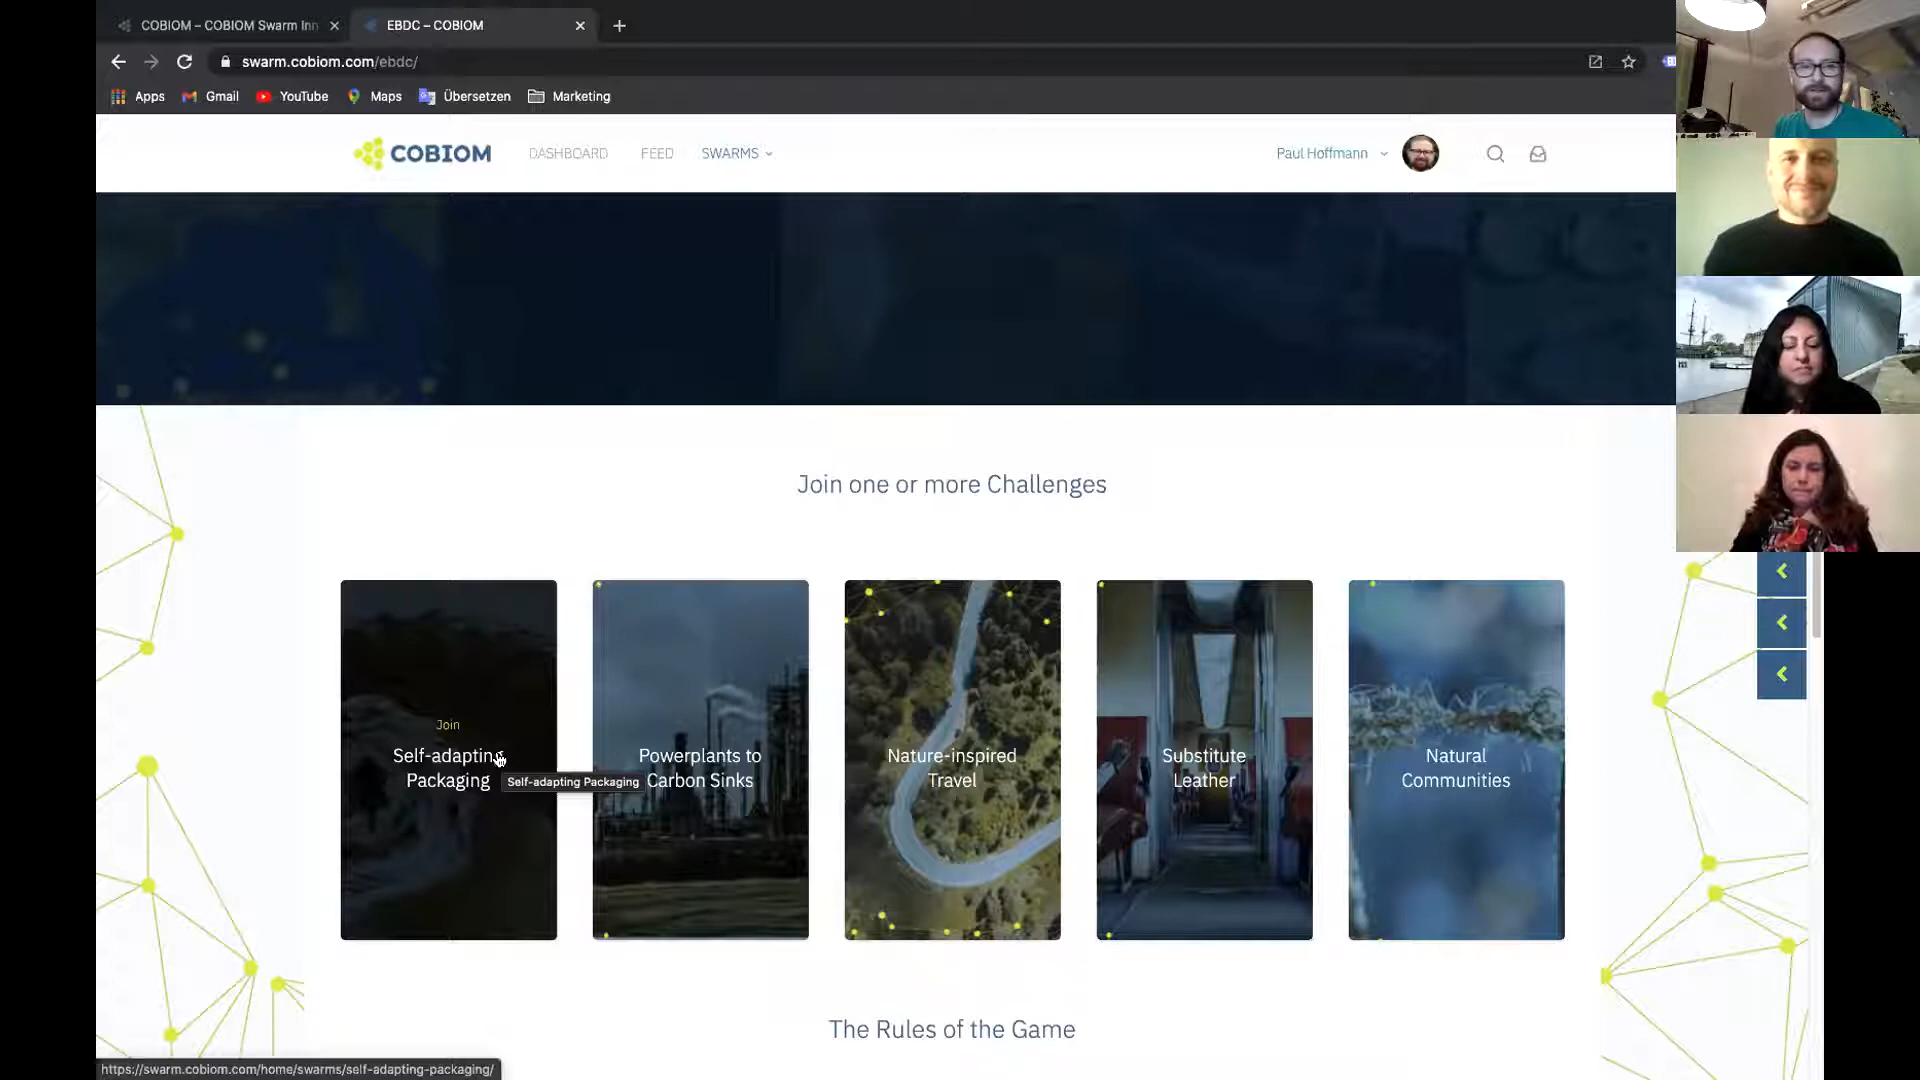 COBIOM – COBIOM Swarm Inn
EBDC – COBIOM
swarm.cobiom.com/ebdc/
Apps Gmail YouTube Maps Übersetzen Marketing
COBIOM DASHBOARD FEED SWARMS Paul Hoffmann
Join one or more Challenges
Join
Self-adapting
Packaging
Self-adapting Packaging
Powerplants to
Carbon Sinks
Nature-inspired
Travel
Substitute
Leather
Natural
Communities
The Rules of the Game
https://swarm.cobiom.com/home/swarms/self-adapting-packaging/